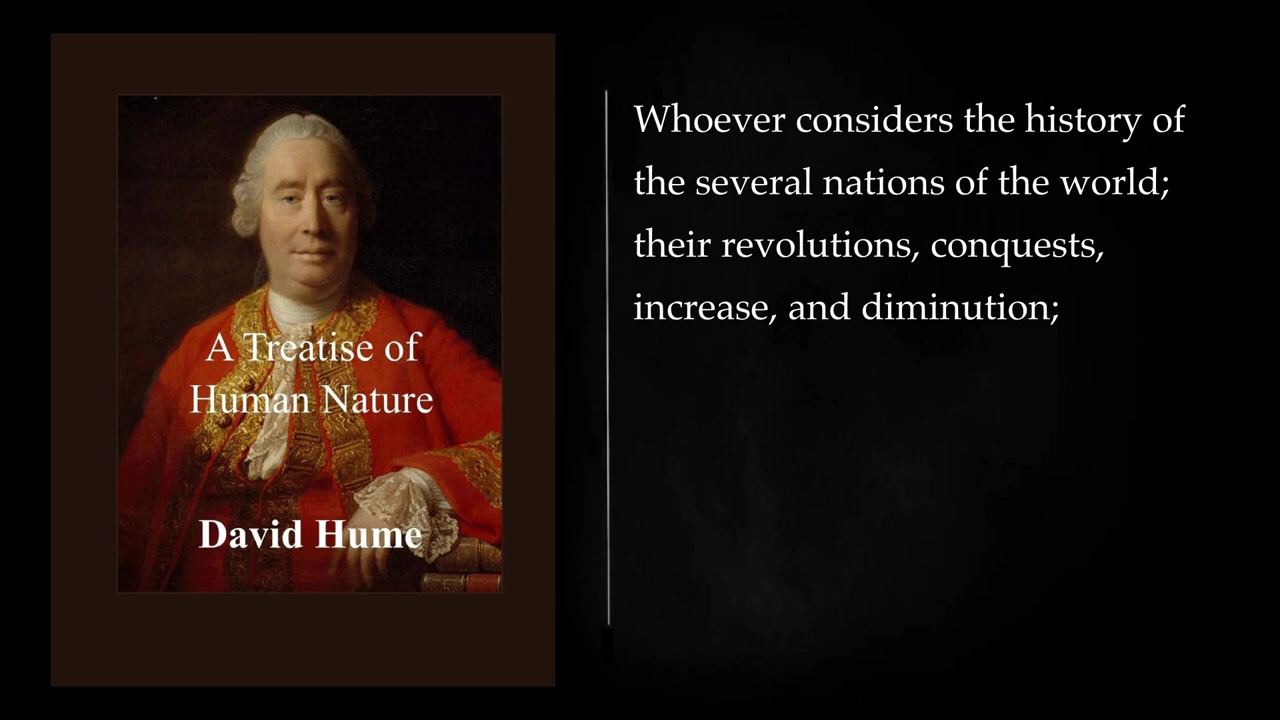 A Treatise of
Human Nature
David Hume
Whoever considers the history of
the several nations of the world;
their revolutions, conquests,
increase, and diminution;